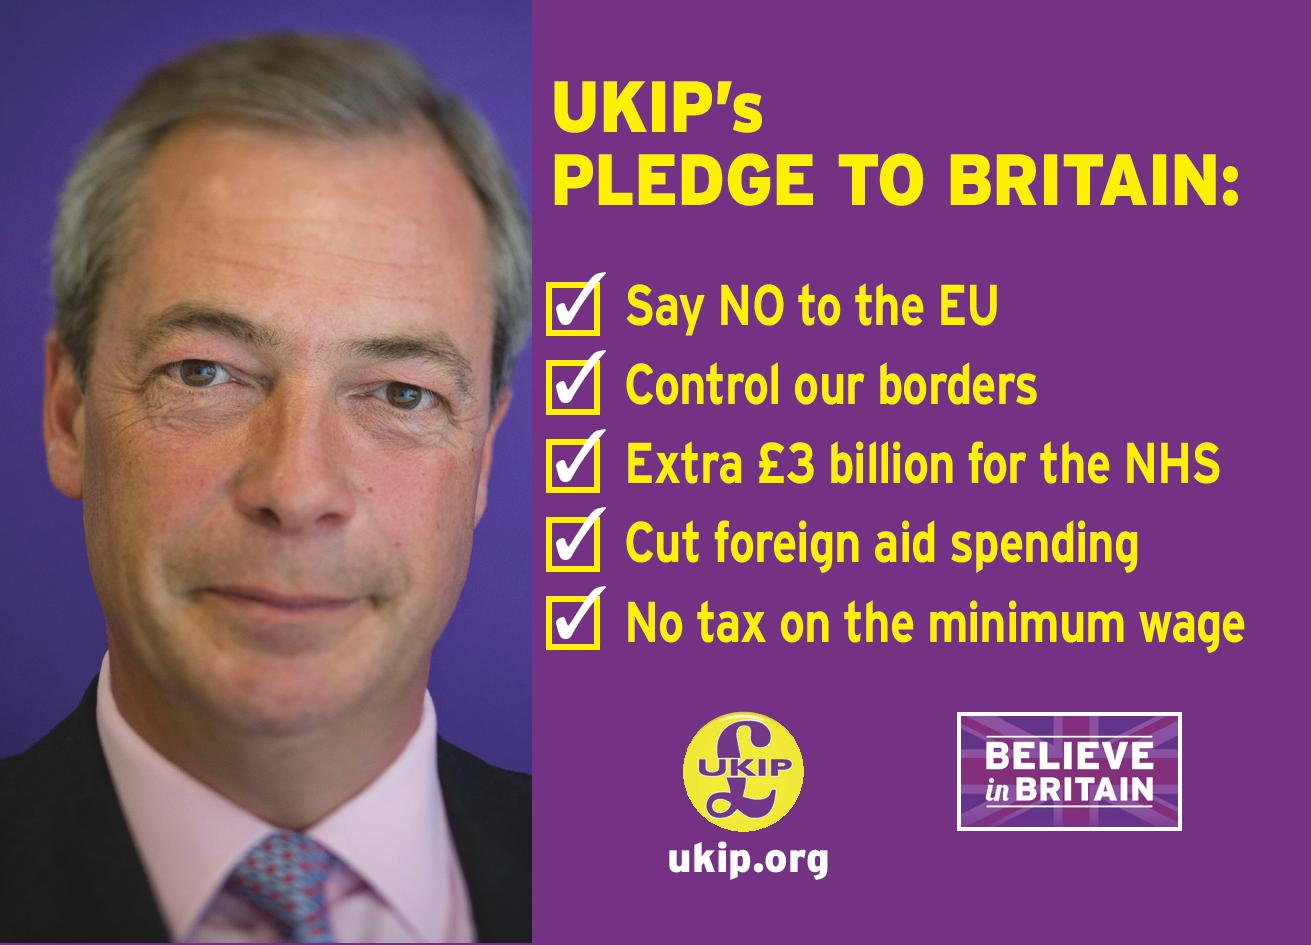 UKIP's
PLEDGE TO BRITAIN:
Say NO to the EU
Control our borders
Extra £3 billion for the NHS
Cut foreign aid spending
No tax on the minimum wage
£
UKIP
ukip.org
BELIEVE
in BRITAIN